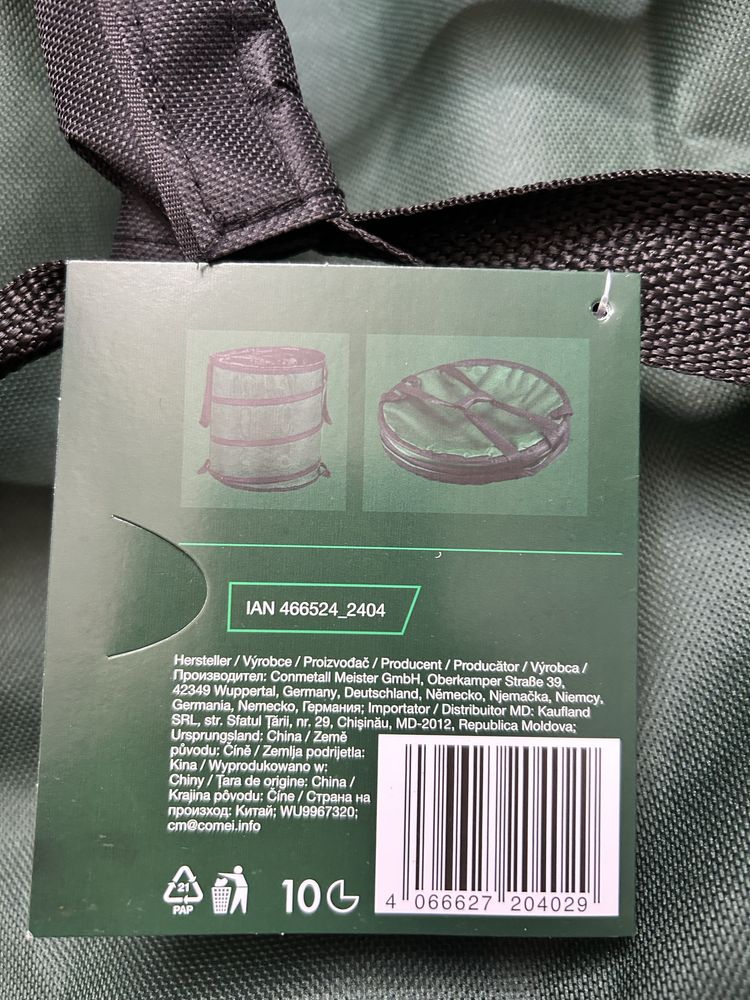 IAN 466524_2404
Hersteller / Výrobce / Proizvođač / Producent / Producător / Výrobca /
Производител: Conmetall Meister GmbH, Oberkamper Straße 39,
42349 Wuppertal, Germany, Deutschland, Německo, Njemačka, Niemcy,
Germania, Nemecko, Германия; Importator / Distribuitor MD: Kaufland
SRL, str. Sfatul Țării, nr. 29, Chișinău, MD-2012, Republica Moldova;
Ursprungsland: China / Země
původu: Číně / Zemlja podrijetla:
Kina / Wyprodukowano w:
Chiny / Țara de origine: China /
Krajina pôvodu: Číne / Страна на
произход: Китай; WU9967320;
cm@comei.info
21
PAP
10
4 066627 204029